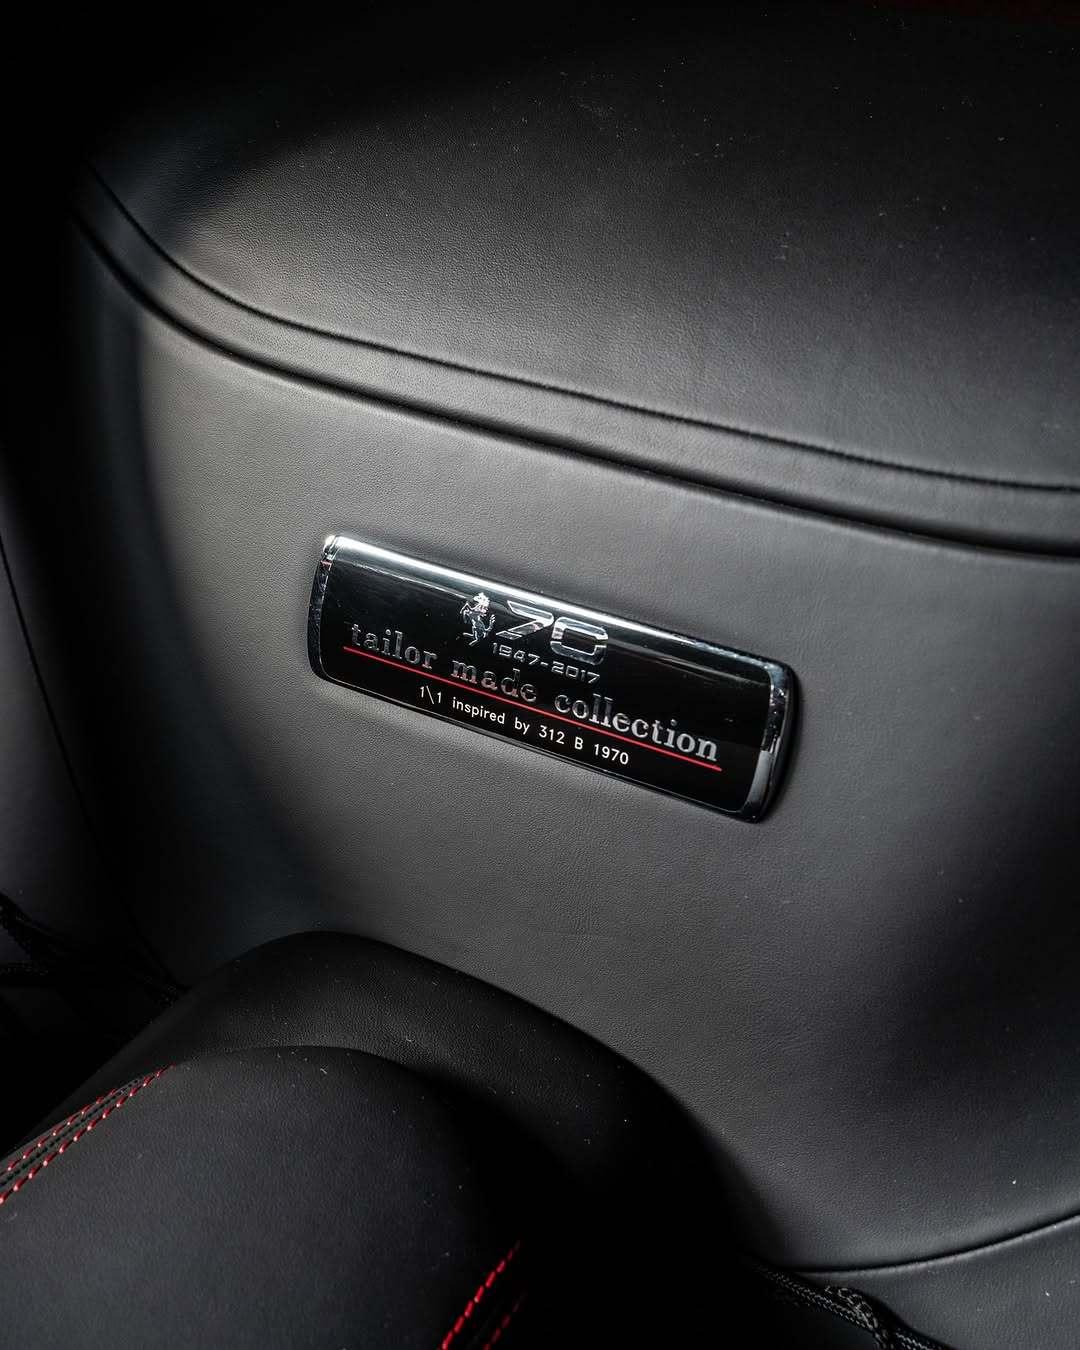 70
1947-2017
tailor made collection
1\1 inspired by 312 B 1970